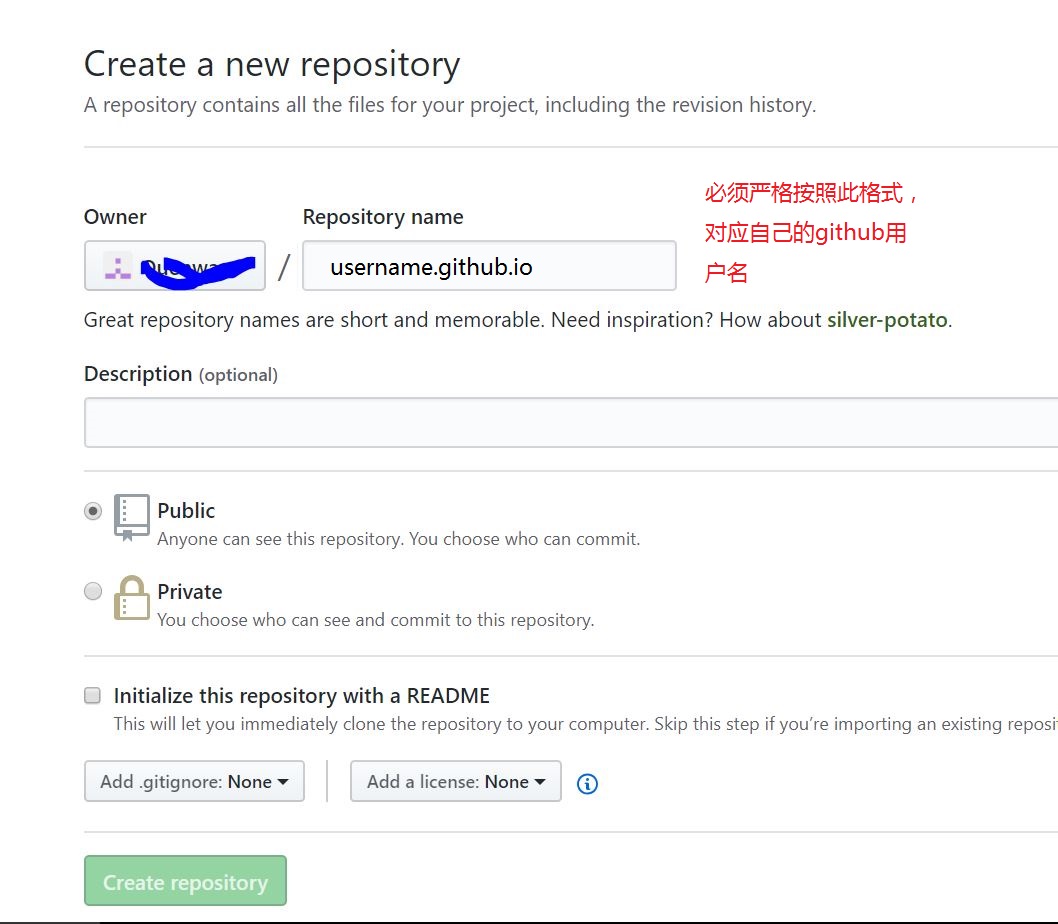 Create a new repository
A repository contains all the files for your project, including the revision history.
Owner
Repository name
/
username.github.io
必须严格按照此格式，
对应自己的github用
户名
Great repository names are short and memorable. Need inspiration? How about silver-potato.
Description (optional)
Public
Anyone can see this repository. You choose who can commit.
Private
You choose who can see and commit to this repository.
Initialize this repository with a README
This will let you immediately clone the repository to your computer. Skip this step if you’re importing an existing
Add .gitignore: None
Add a license: None
Create repository